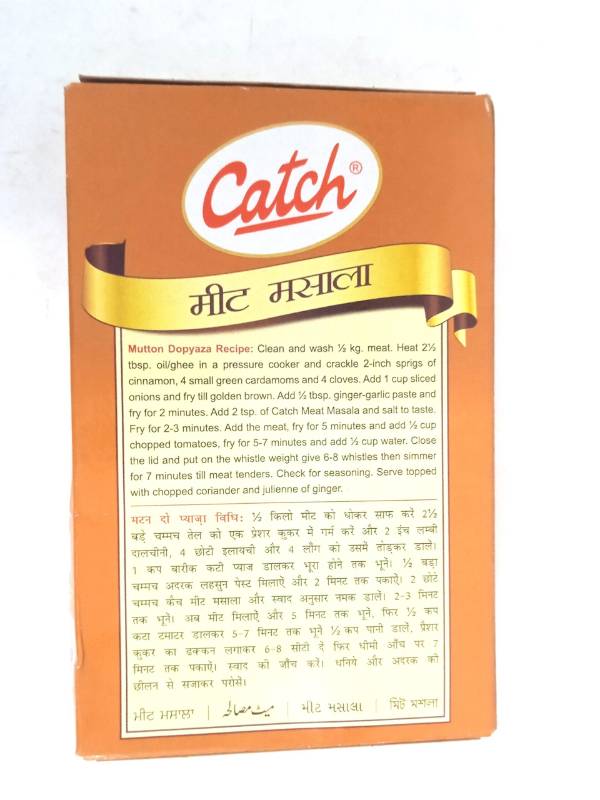 Catch®
मीट मसाला
Mutton Dopyaza Recipe: Clean and wash ½ kg. meat. Heat 2½
tbsp. oil/ghee in a pressure cooker and crackle 2-inch sprigs of
cinnamon, 4 small green cardamoms and 4 cloves. Add 1 cup sliced
onions and fry till golden brown. Add ½ tbsp. ginger-garlic paste and
fry for 2 minutes. Add 2 tsp. of Catch Meat Masala and salt to taste.
Fry for 2-3 minutes. Add the meat, fry for 5 minutes and add ½ cup
chopped tomatoes, fry for 5-7 minutes and add ½ cup water. Close
the lid and put on the whistle weight give 6-8 whistles then simmer
for 7 minutes till meat tenders. Check for seasoning. Serve topped
with chopped coriander and julienne of ginger.
मटन दो प्याज़ा विधि: ½ किलो मीट को धोकर साफ करें 2½
बड़े चम्मच तेल को एक प्रेशर कुकर में गर्म करें और 2 इंच लम्बी
दालचीनी, 4 छोटी इलायची और 4 लौंग को उसमें तोड़कर डालें।
1 कप बारीक कटी प्याज डालकर भूरा होने तक भूनें। ½ बड़ा
चम्मच अदरक लहसुन पेस्ट मिलाऐं और 2 मिनट तक पकाऐं। 2 छोटे
चम्मच कैच मीट मसाला और स्वाद अनुसार नमक डालें। 2-3 मिनट
तक भूनें। अब मीट मिलाऐं और 5 मिनट तक भूनें, फिर ½ कप
कटा टमाटर डालकर 5-7 मिनट तक भूनें ½ कप पानी डालें, प्रैशर
कुकर का ढक्कन लगाकर 6-8 सीटी दें फिर धीमी आँच पर 7
मिनट तक पकाऐं। स्वाद की जाँच करें। धनिये और अदरक की
छीलन से सजाकर परोसें।
ਮੀਟ ਮਸਾਲਾ | میٹ مصالحہ | મીટ મસાલા | মিট মশলা